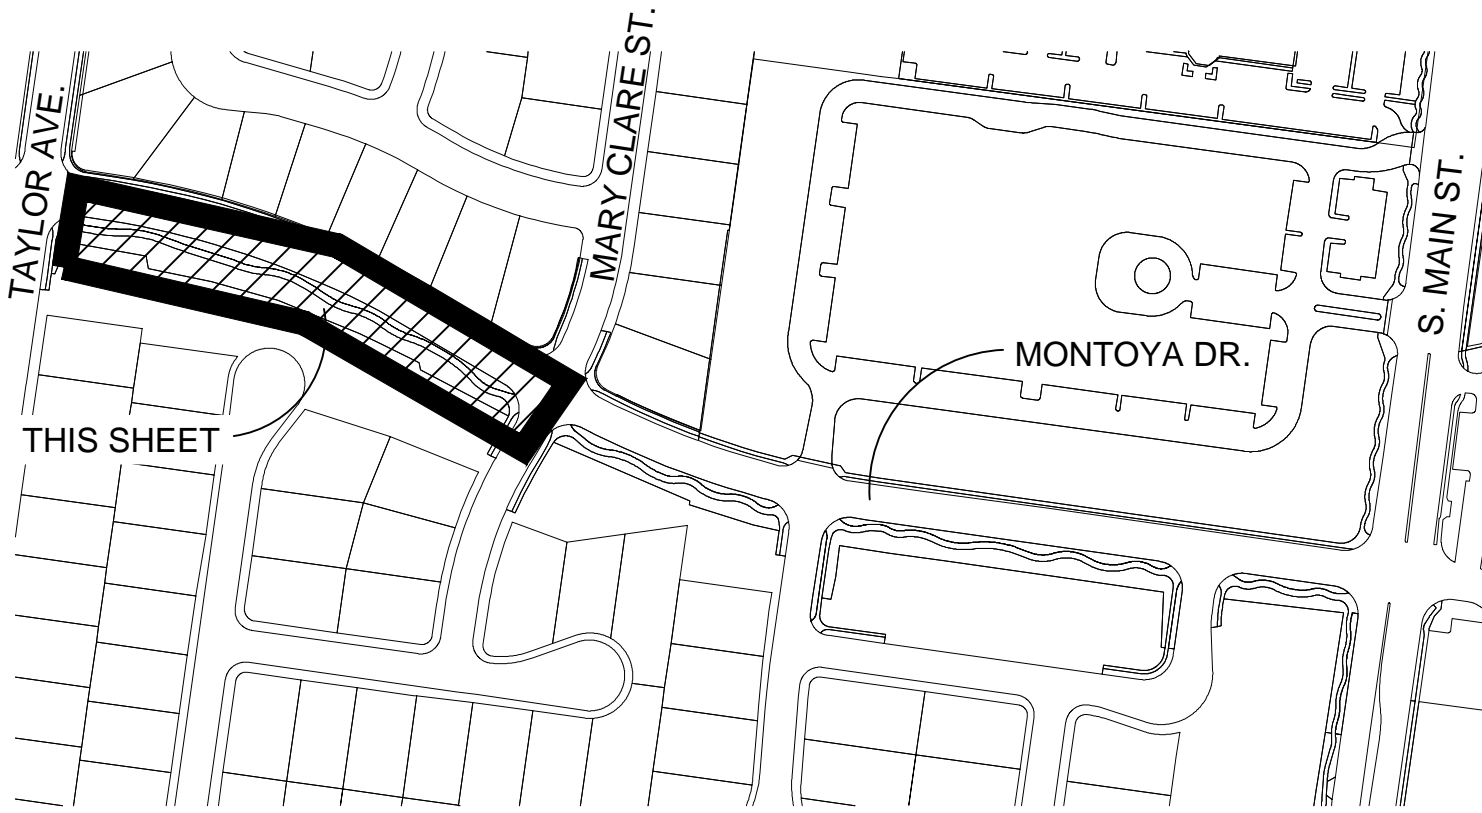 TAYLOR AVE.
MARY CLARE ST.
S. MAIN ST.
MONTOYA DR.
THIS SHEET